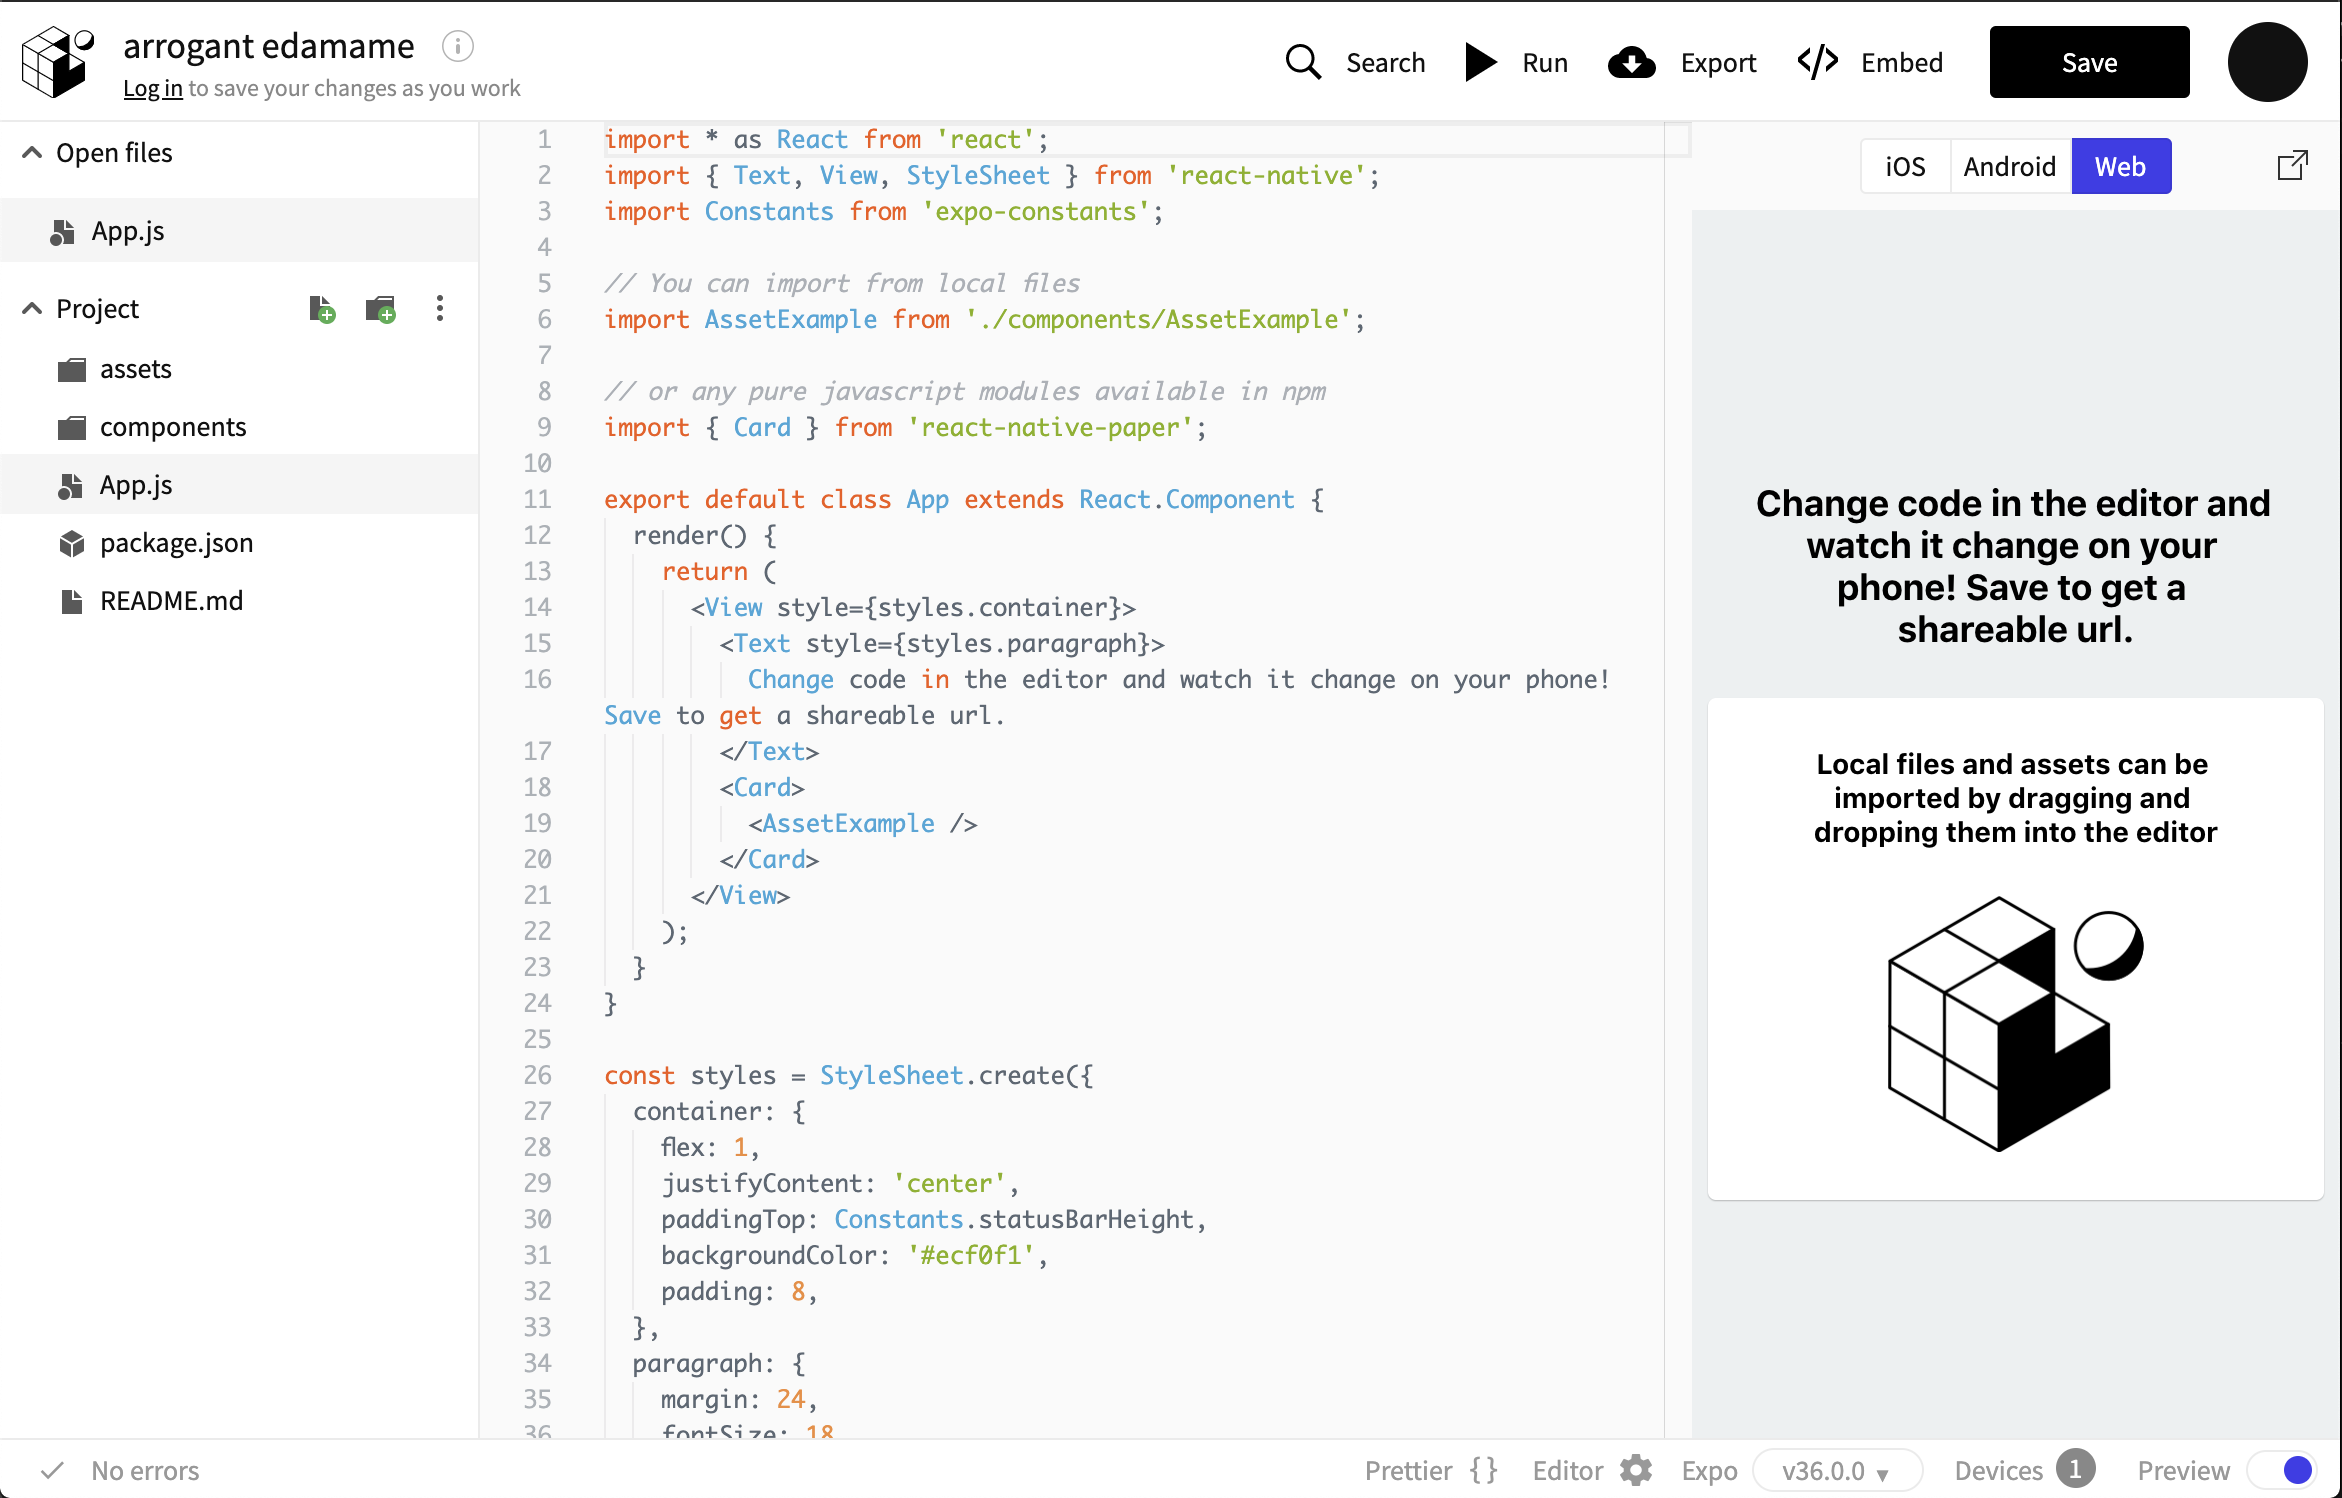 arrogant edamame
Log in to save your changes as you work
Search
Run
Export
Embed
Save
Open files
App.js
Project
assets
components
App.js
package.json
README.md
1 import * as React from 'react';
2 import { Text, View, StyleSheet } from 'react-native';
3 import Constants from 'expo-constants';
4
5 // You can import from local files
6 import AssetExample from './components/AssetExample';
7
8 // or any pure javascript modules available in npm
9 import { Card } from 'react-native-paper';
10
11 export default class App extends React.Component {
12 render() {
13 return (
14 <View style={styles.container}>
15 <Text style={styles.paragraph}>
16 Change code in the editor and watch it change on your phone!
Save to get a shareable url.
17 </Text>
18 <Card>
19 <AssetExample />
20 </Card>
21 </View>
22 );
23 }
24 }
25
26 const styles = StyleSheet.create({
27 container: {
28 flex: 1,
29 justifyContent: 'center',
30 paddingTop: Constants.statusBarHeight,
31 backgroundColor: '#ecf0f1',
32 padding: 8,
33 },
34 paragraph: {
35 margin: 24,
36 fontSize: 18
iOS
Android
Web
Change code in the editor and
watch it change on your
phone! Save to get a
shareable url.
Local files and assets can be
imported by dragging and
dropping them into the editor
No errors
Prettier {}
Editor
Expo
v36.0.0
Devices 1
Preview